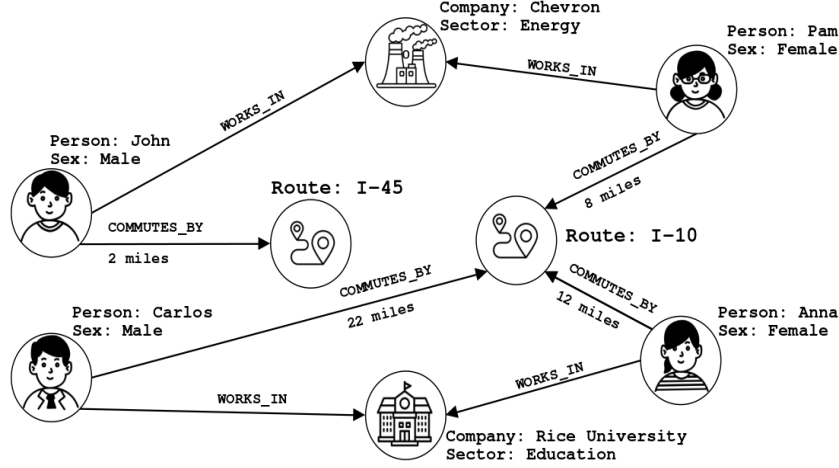 Company: Chevron
Sector: Energy
Person: Pam
Sex: Female
WORKS_IN
WORKS_IN
Person: John
Sex: Male
COMMUTES_BY
8 miles
Route: I-45
COMMUTES_BY
2 miles
Route: I-10
COMMUTES_BY
22 miles
COMMUTES_BY
12 miles
Person: Carlos
Sex: Male
Person: Anna
Sex: Female
WORKS_IN
WORKS_IN
Company: Rice University
Sector: Education